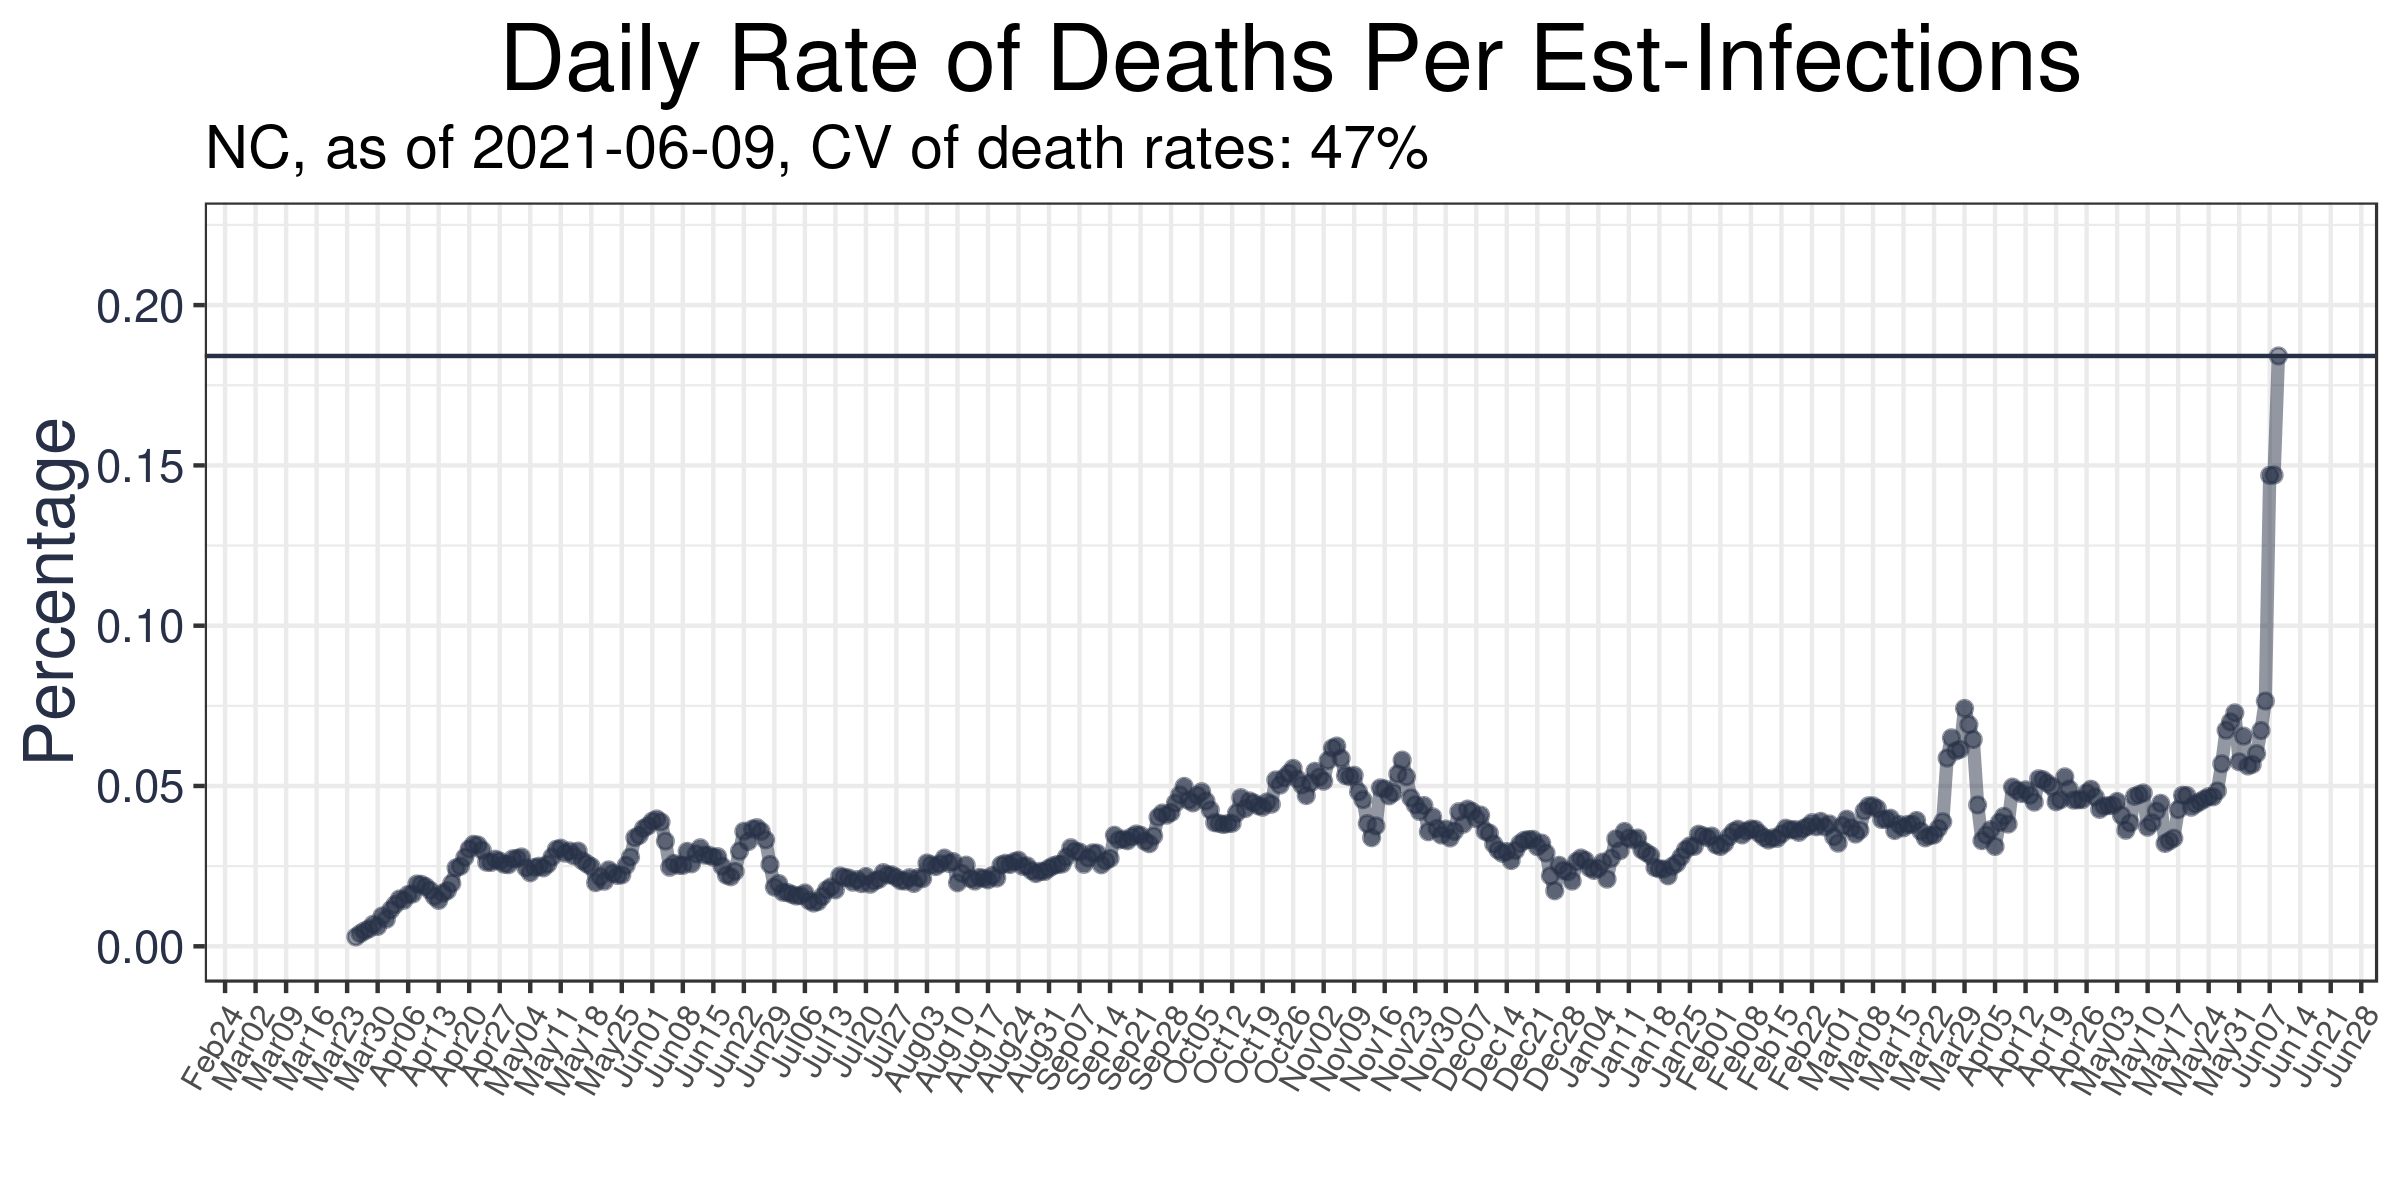 Daily Rate of Deaths Per Est-Infections
NC, as of 2021-06-09, CV of death rates: 47%
Percentage
0.20
0.15
0.10
0.05
0.00
Feb24
Mar02
Mar09
Mar16
Mar23
Mar30
Apr06
Apr13
Apr20
Apr27
May04
May11
May18
May25
Jun01
Jun08
Jun15
Jun22
Jun29
Jul06
Jul13
Jul20
Jul27
Aug03
Aug10
Aug17
Aug24
Aug31
Sep07
Sep14
Sep21
Sep28
Oct05
Oct12
Oct19
Oct26
Nov02
Nov09
Nov16
Nov23
Nov30
Dec07
Dec14
Dec21
Dec28
Jan04
Jan11
Jan18
Jan25
Feb01
Feb08
Feb15
Feb22
Mar01
Mar08
Mar15
Mar22
Mar29
Apr05
Apr12
Apr19
Apr26
May03
May10
May17
May24
May31
Jun07
Jun14
Jun21
Jun28